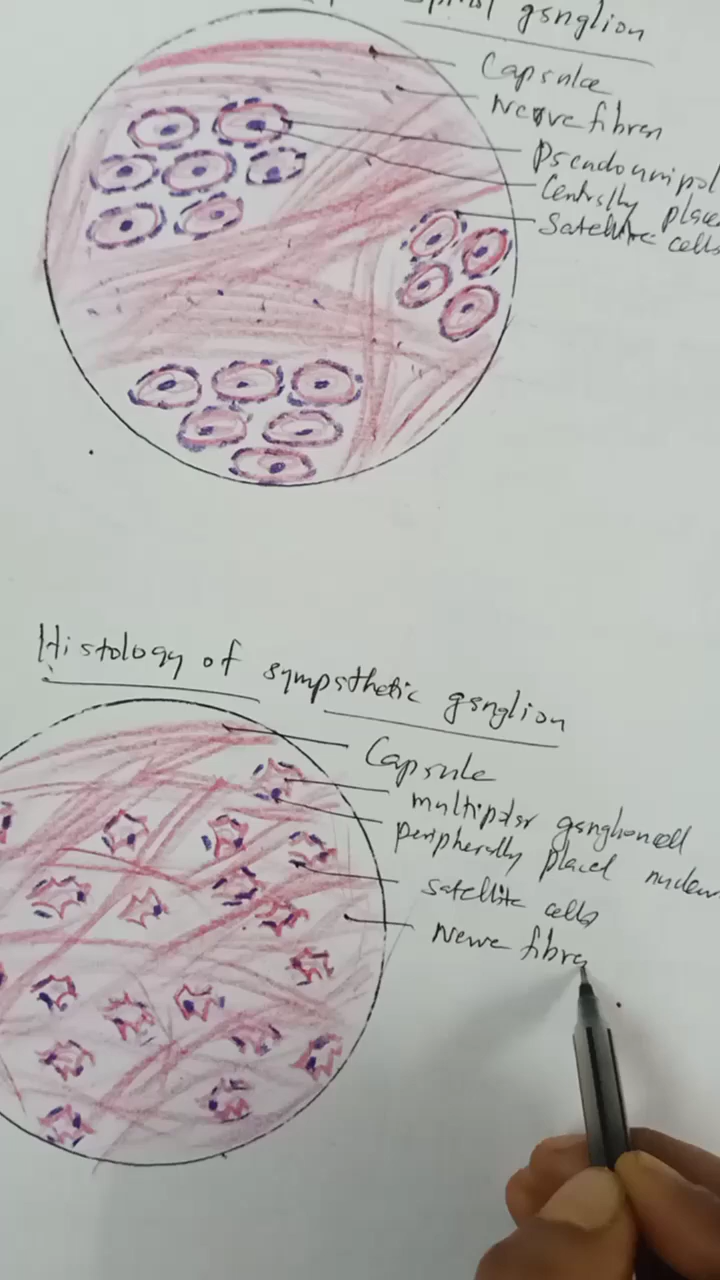 ganglion
Capsule
Nerve fibres
Pseudounipol
Centrally place
Satellite cells
Histology of sympathetic ganglion
Capsule
multipolar ganglion cell
peripherally placed nucleus
satellite cells
Nerve fibre